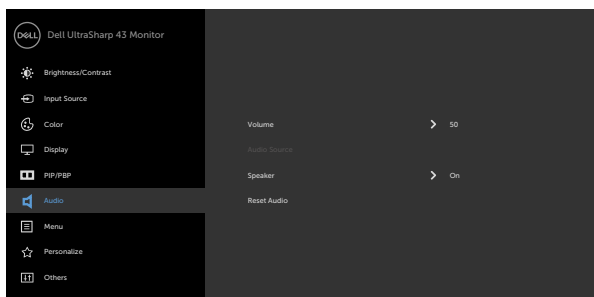 DELL
Dell UltraSharp 43 Monitor
Brightness/Contrast
Input Source
Color
Display
PIP/PBP
Audio
Menu
Personalize
Others
Volume 50
Audio Source
Speaker On
Reset Audio